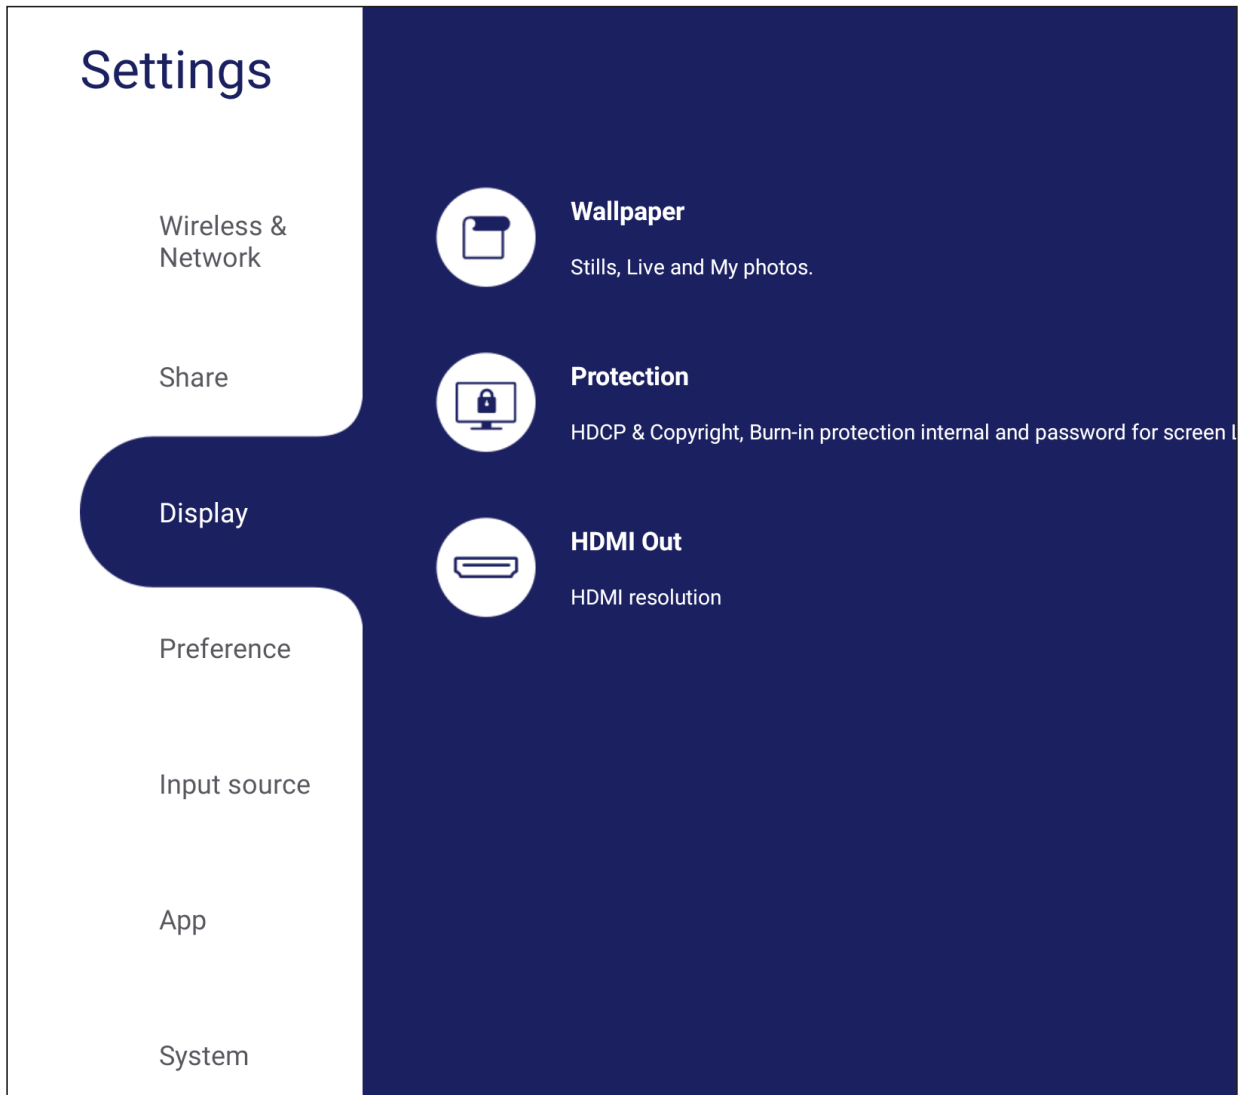 Settings
Wireless &
Network
Share
Display
Preference
Input source
App
System
Wallpaper
Stills, Live and My photos.
Protection
HDCP & Copyright, Burn-in protection internal and password for screen
HDMI Out
HDMI resolution